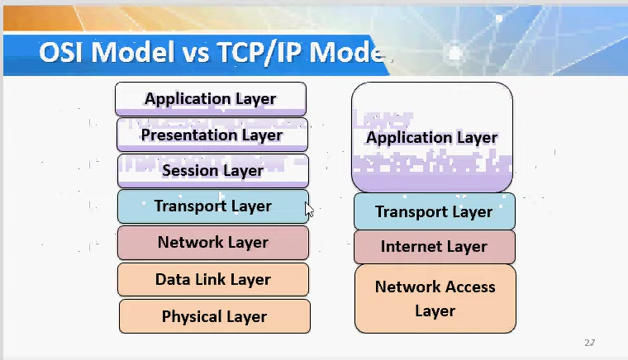 OSI Model vs TCP/IP Mode
Application Layer
Presentation Layer
Session Layer
Transport Layer
Network Layer
Data Link Layer
Physical Layer
Application Layer
Transport Layer
Internet Layer
Network Access
Layer
27